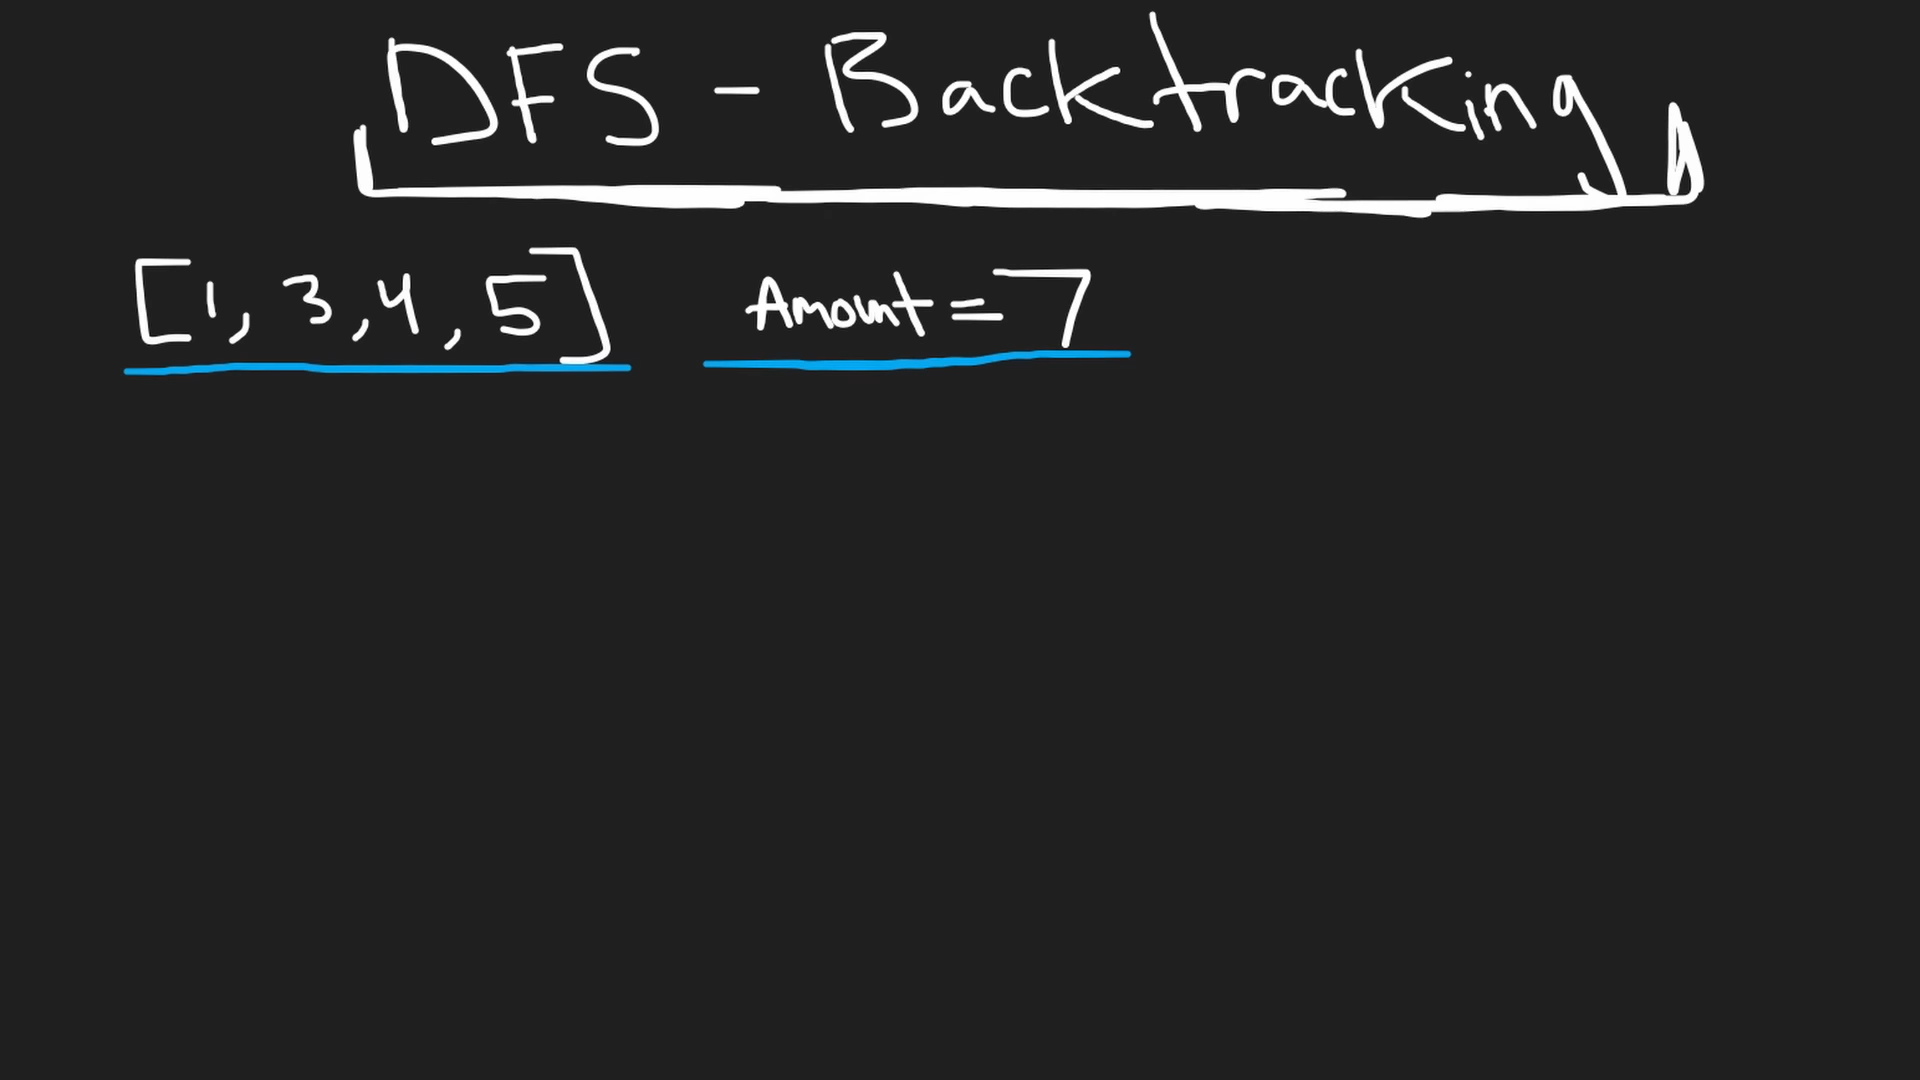 DFS - Backtracking
[1, 3, 4, 5] Amount = 7